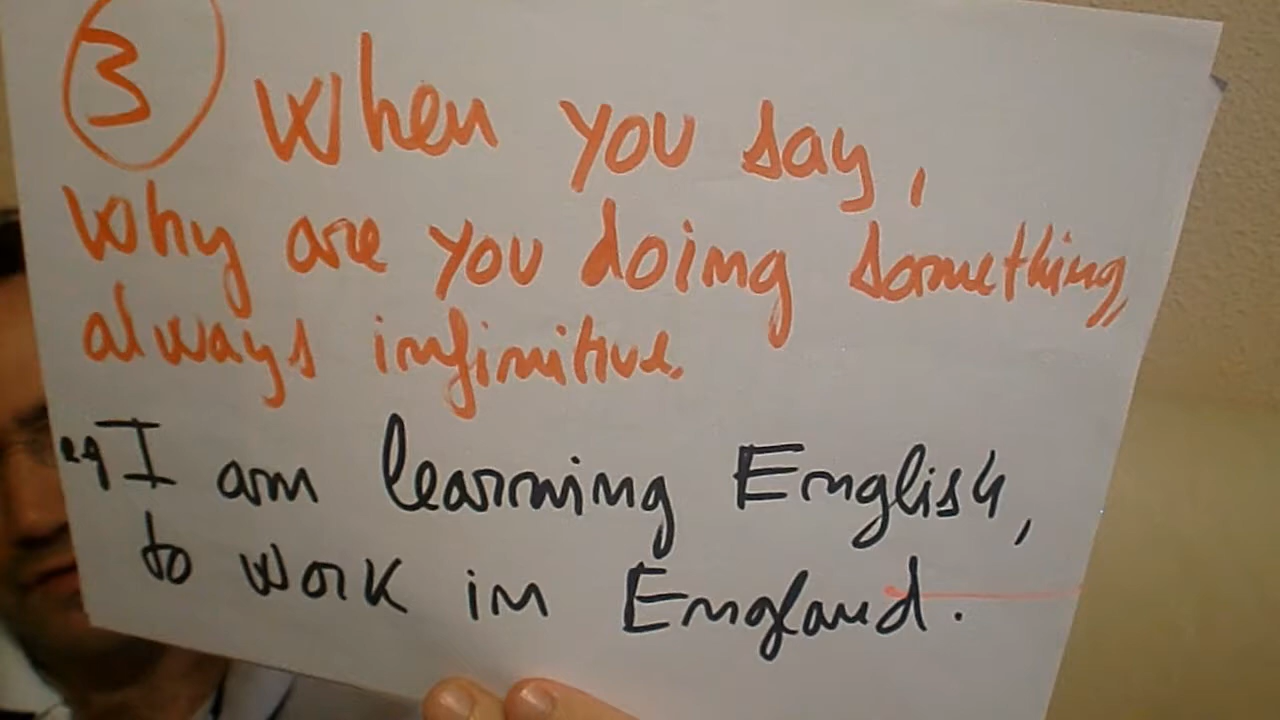 3 When you say,
why are you doing something,
always infinitive.
eg I am learning English,
to work in England.